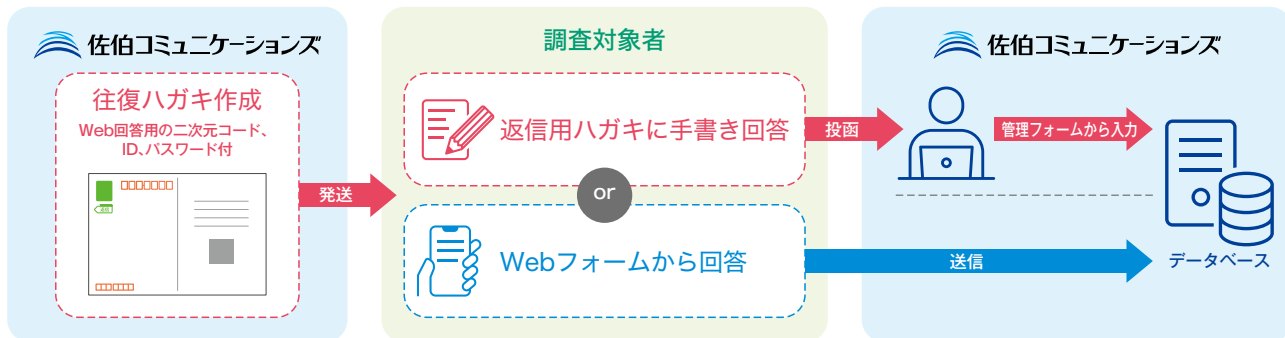 佐伯コミュニケーションズ
往復ハガキ作成
Web回答用の二次元コード、
ID、パスワード付
返信
発送
調査対象者
返信用ハガキに手書き回答
or
Webフォームから回答
佐伯コミュニケーションズ
投函
管理フォームから入力
送信
データベース